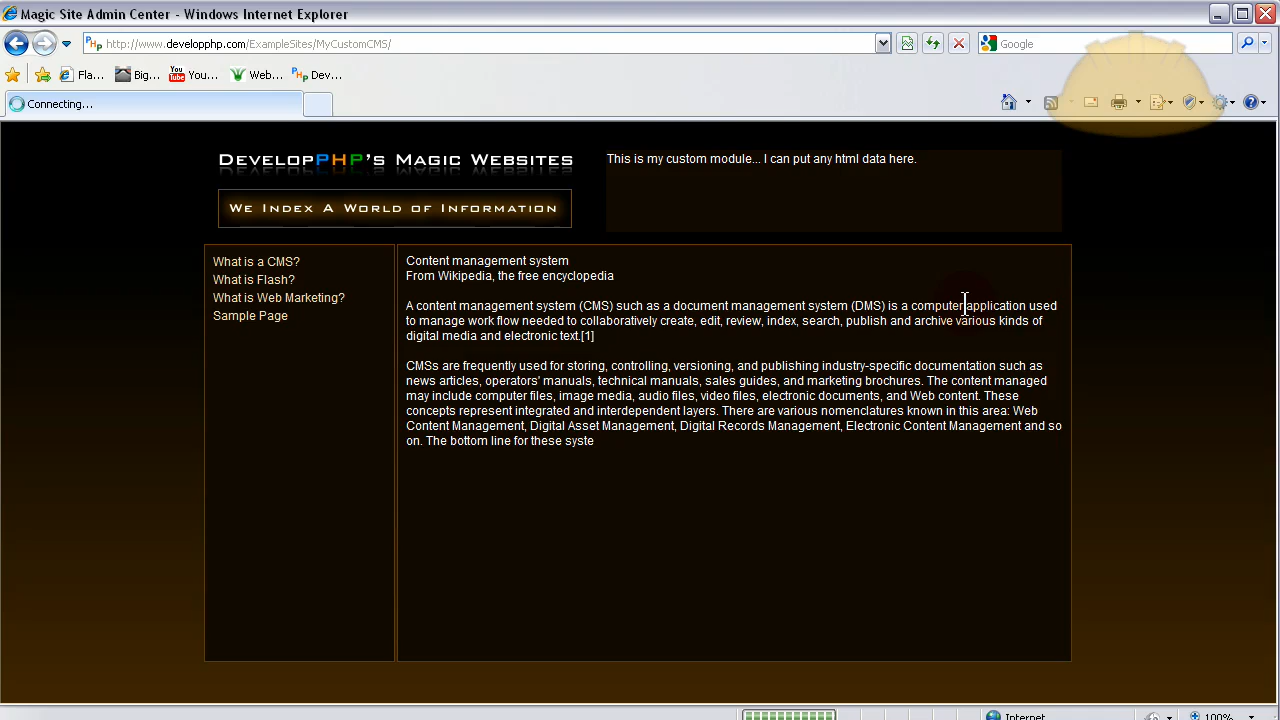 Magic Site Admin Center - Windows Internet Explorer
http://www.developphp.com/ExampleSites/MyCustomCMS/
Google
Fla...
Big...
You...
Web...
Dev...
Connecting...
DevelopPHP's Magic Websites
This is my custom module... I can put any html data here.
We Index A World of Information
What is a CMS?
What is Flash?
What is Web Marketing?
Sample Page
Content management system
From Wikipedia, the free encyclopedia
A content management system (CMS) such as a document management system (DMS) is a computer application used
to manage work flow needed to collaboratively create, edit, review, index, search, publish and archive various kinds of
digital media and electronic text.[1]
CMSs are frequently used for storing, controlling, versioning, and publishing industry-specific documentation such as
news articles, operators' manuals, technical manuals, sales guides, and marketing brochures. The content managed
may include computer files, image media, audio files, video files, electronic documents, and Web content. These
concepts represent integrated and interdependent layers. There are various nomenclatures known in this area: Web
Content Management, Digital Asset Management, Digital Records Management, Electronic Content Management and so
on. The bottom line for these syste
Internet
100%